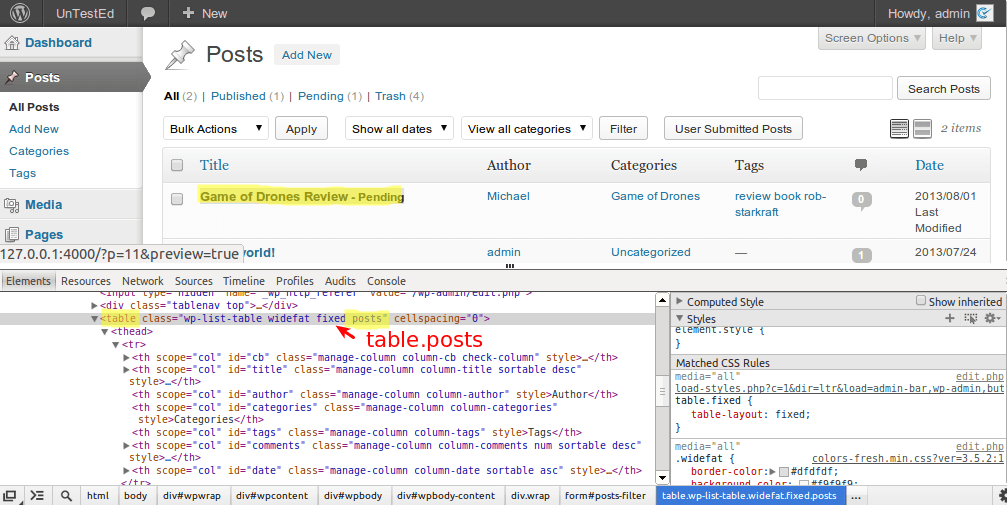 UnTestEd
New
Howdy, admin
Dashboard
Posts
All Posts
Add New
Categories
Tags
Media
Pages
Posts
Add New
Screen Options ▾
Help ▾
All (2) | Published (1) | Pending (1) | Trash (4)
Search Posts
Bulk Actions
Apply
Show all dates
View all categories
Filter
User Submitted Posts
2 items
Title Author Categories Tags Date
Game of Drones Review - Pending Michael Game of Drones review book rob- 0 2013/08/01
starkraft Last
Modified
world! admin Uncategorized — 1 2013/07/24
127.0.0.1:4000/?p=11&preview=true
Elements Resources Network Sources Timeline Profiles Audits Console
<input type="hidden" name="_wp_http_referer" value="/wp-admin/edit.php">
▶<div class="tablenav top">…</div>
▼<table class="wp-list-table widefat fixed posts" cellspacing="0">
table.posts
▼<thead>
▼<tr>
▶<th scope="col" id="cb" class="manage-column column-cb check-column" style>…</th>
▶<th scope="col" id="title" class="manage-column column-title sortable desc"
style>…</th>
<th scope="col" id="author" class="manage-column column-author" style>Author</th>
<th scope="col" id="categories" class="manage-column column-categories"
style>Categories</th>
<th scope="col" id="tags" class="manage-column column-tags" style>Tags</th>
▶<th scope="col" id="comments" class="manage-column column-comments num sortable desc"
style>…</th>
▶<th scope="col" id="date" class="manage-column column-date sortable asc" style>…</th>
</tr>
▶ Computed Style Show inherited
▼ Styles
element.style {
}
Matched CSS Rules
media="all" edit.php
load-styles.php?c=1&dir=ltr&load=admin-bar,wp-admin,but
table.fixed {
table-layout: fixed;
}
media="all" edit.php
.widefat { colors-fresh.min.css?ver=3.5.2:1
border-color:▶ #dfdfdf;
background-color: #f9f9f9;
html body div#wpwrap div#wpcontent div#wpbody div#wpbody-content div.wrap form#posts-filter table.wp-list-table.widefat.fixed.posts ...